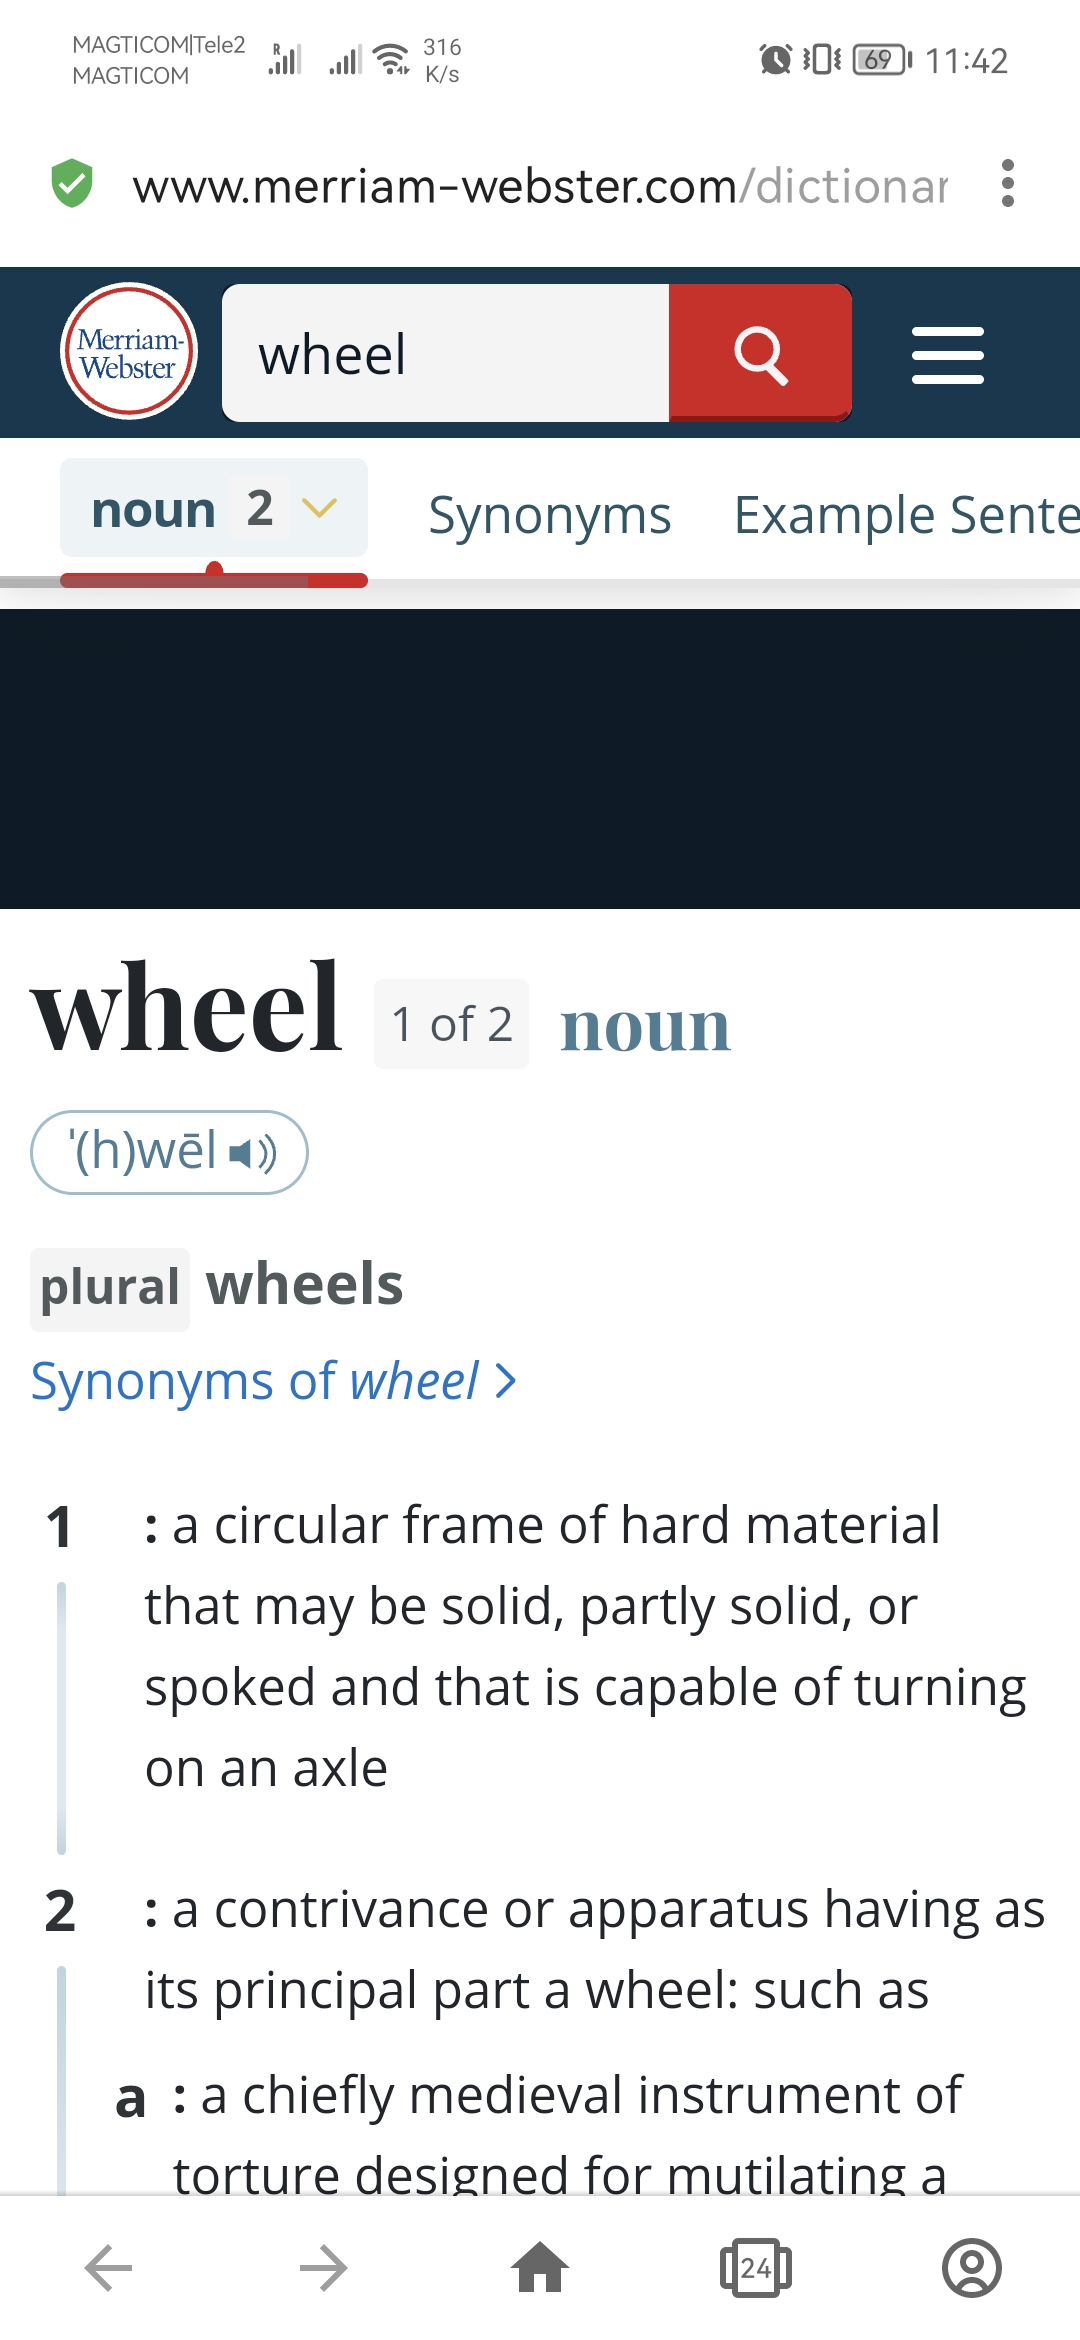 MAGTICOM|Tele2
MAGTICOM
R
316
K/s
69
11:42
www.merriam-webster.com/dictionar
Merriam-
Webster
wheel
noun 2
Synonyms
Example Sente
wheel 1 of 2 noun
ˈ(h)wēl
plural wheels
Synonyms of wheel >
1 : a circular frame of hard material
that may be solid, partly solid, or
spoked and that is capable of turning
on an axle
2 : a contrivance or apparatus having as
its principal part a wheel: such as
a : a chiefly medieval instrument of
torture designed for mutilating a
24